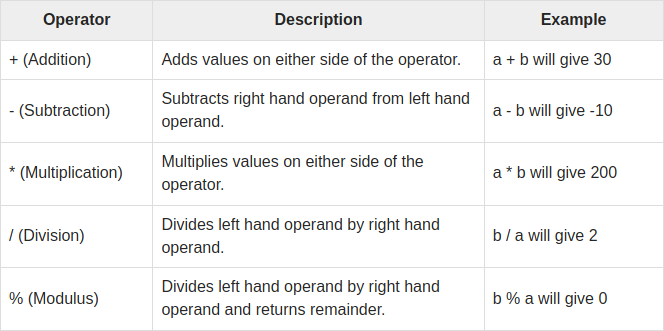 Operator Description Example
+ (Addition) Adds values on either side of the operator. a + b will give 30
- (Subtraction) Subtracts right hand operand from left hand
operand. a - b will give -10
* (Multiplication) Multiplies values on either side of the
operator. a * b will give 200
/ (Division) Divides left hand operand by right hand
operand. b / a will give 2
% (Modulus) Divides left hand operand by right hand
operand and returns remainder. b % a will give 0